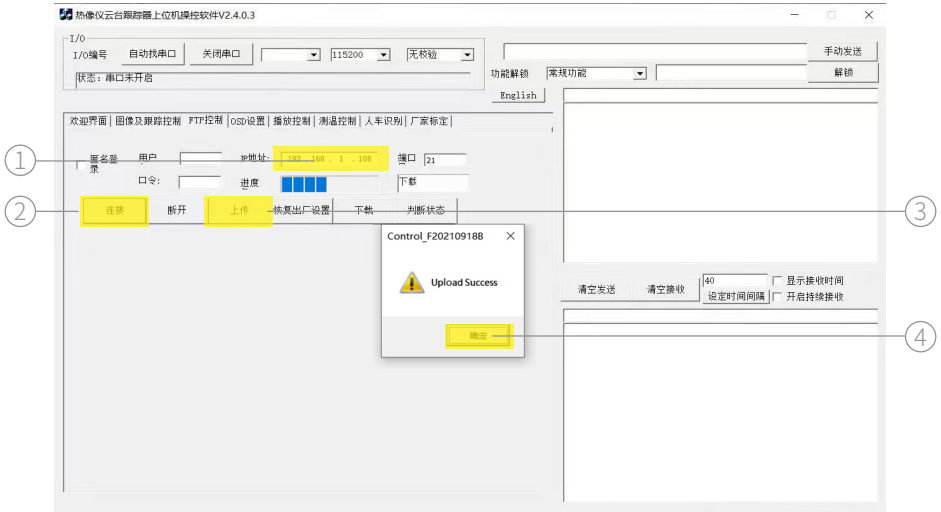 热像仪云台跟踪器上位机操控软件V2.4.0.3
I/O
I/O编号 自动找串口 关闭串口 115200 无校验
状态：串口未开启
手动发送
功能解锁 常规功能 解锁
English
欢迎界面 图像及跟踪控制 FTP控制 OSD设置 播放控制 测温控制 人车识别 厂家标定
匿名登录 用户 IP地址: 192 .168 . 1 .108 端口 21
口令: 进度 下载
连接 断开 上传 恢复出厂设置 下载 判断状态
1
2
3
4
Control_F20210918B
Upload Success
确定
清空发送 清空接收 40 显示接收时间
设定时间间隔 开启持续接收